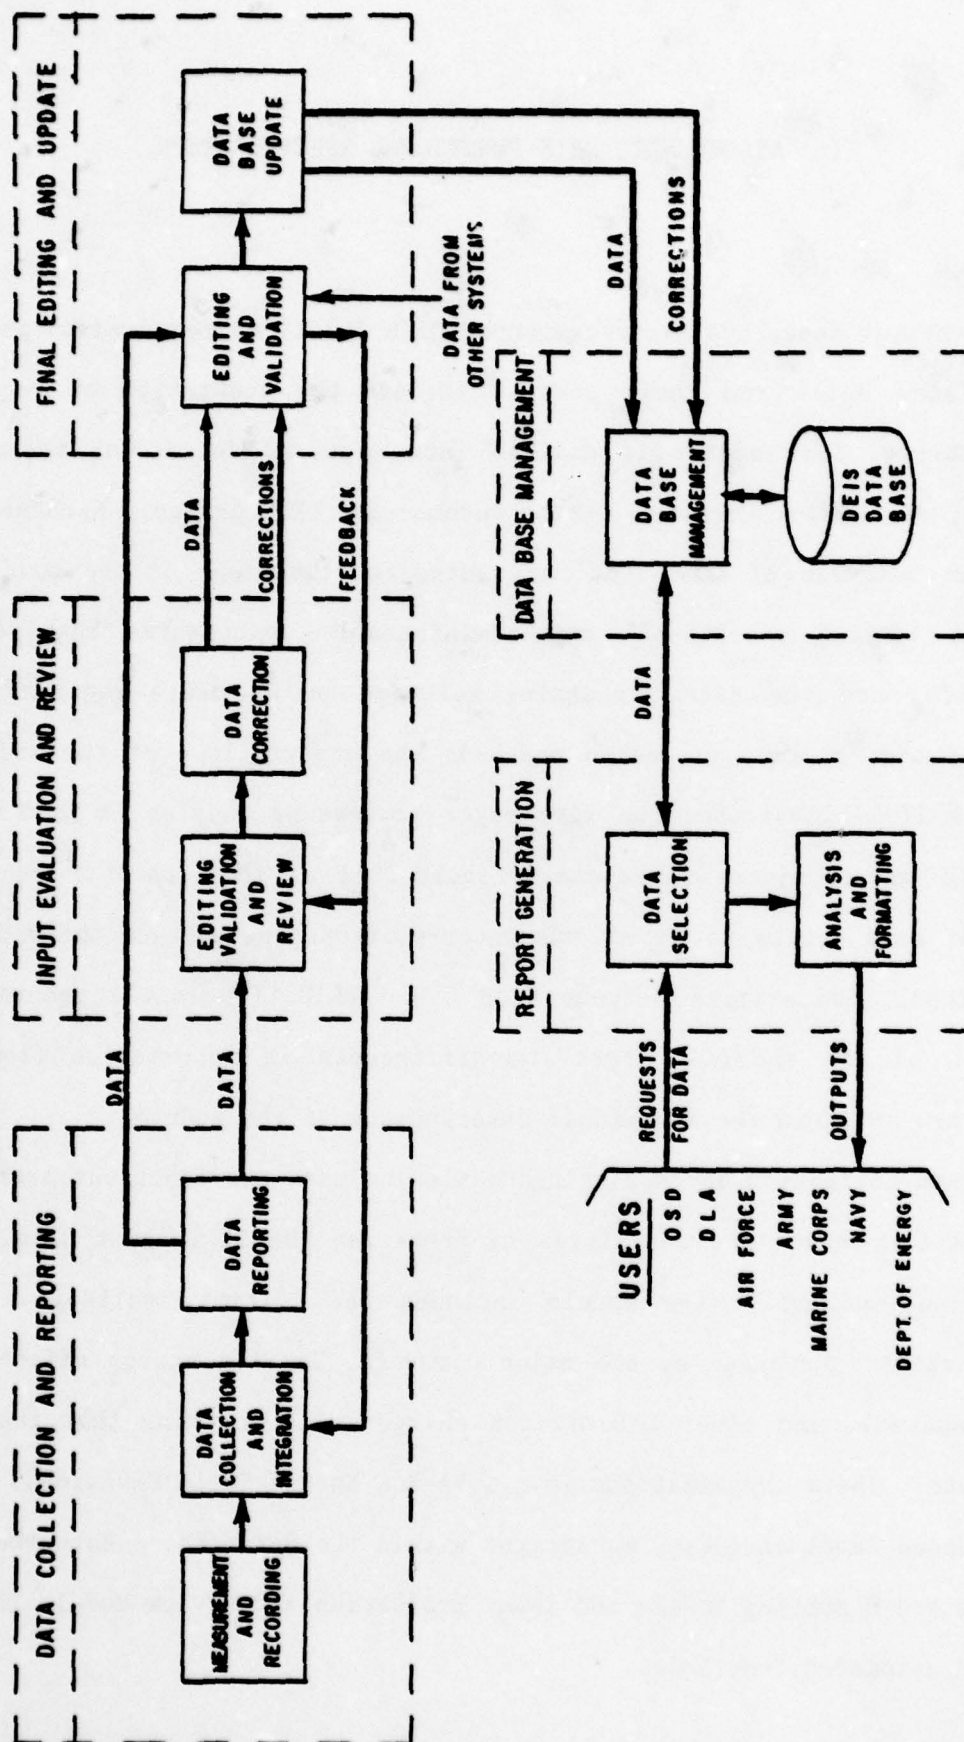 DATA COLLECTION AND REPORTING
MEASUREMENT
AND
RECORDING
DATA
COLLECTION
AND
INTEGRATION
DATA
REPORTING
DATA
DATA
INPUT EVALUATION AND REVIEW
EDITING
VALIDATION
AND
REVIEW
DATA
CORRECTION
DATA
CORRECTIONS
FEEDBACK
FINAL EDITING AND UPDATE
EDITING
AND
VALIDATION
DATA
BASE
UPDATE
DATA FROM
OTHER SYSTEMS
DATA
CORRECTIONS
USERS
OSD
DLA
AIR FORCE
ARMY
MARINE CORPS
NAVY
DEPT. OF ENERGY
REQUESTS
FOR DATA
OUTPUTS
REPORT GENERATION
DATA
SELECTION
ANALYSIS
AND
FORMATTING
DATA
DATA BASE MANAGEMENT
DATA
BASE
MANAGEMENT
DEIS
DATA
BASE